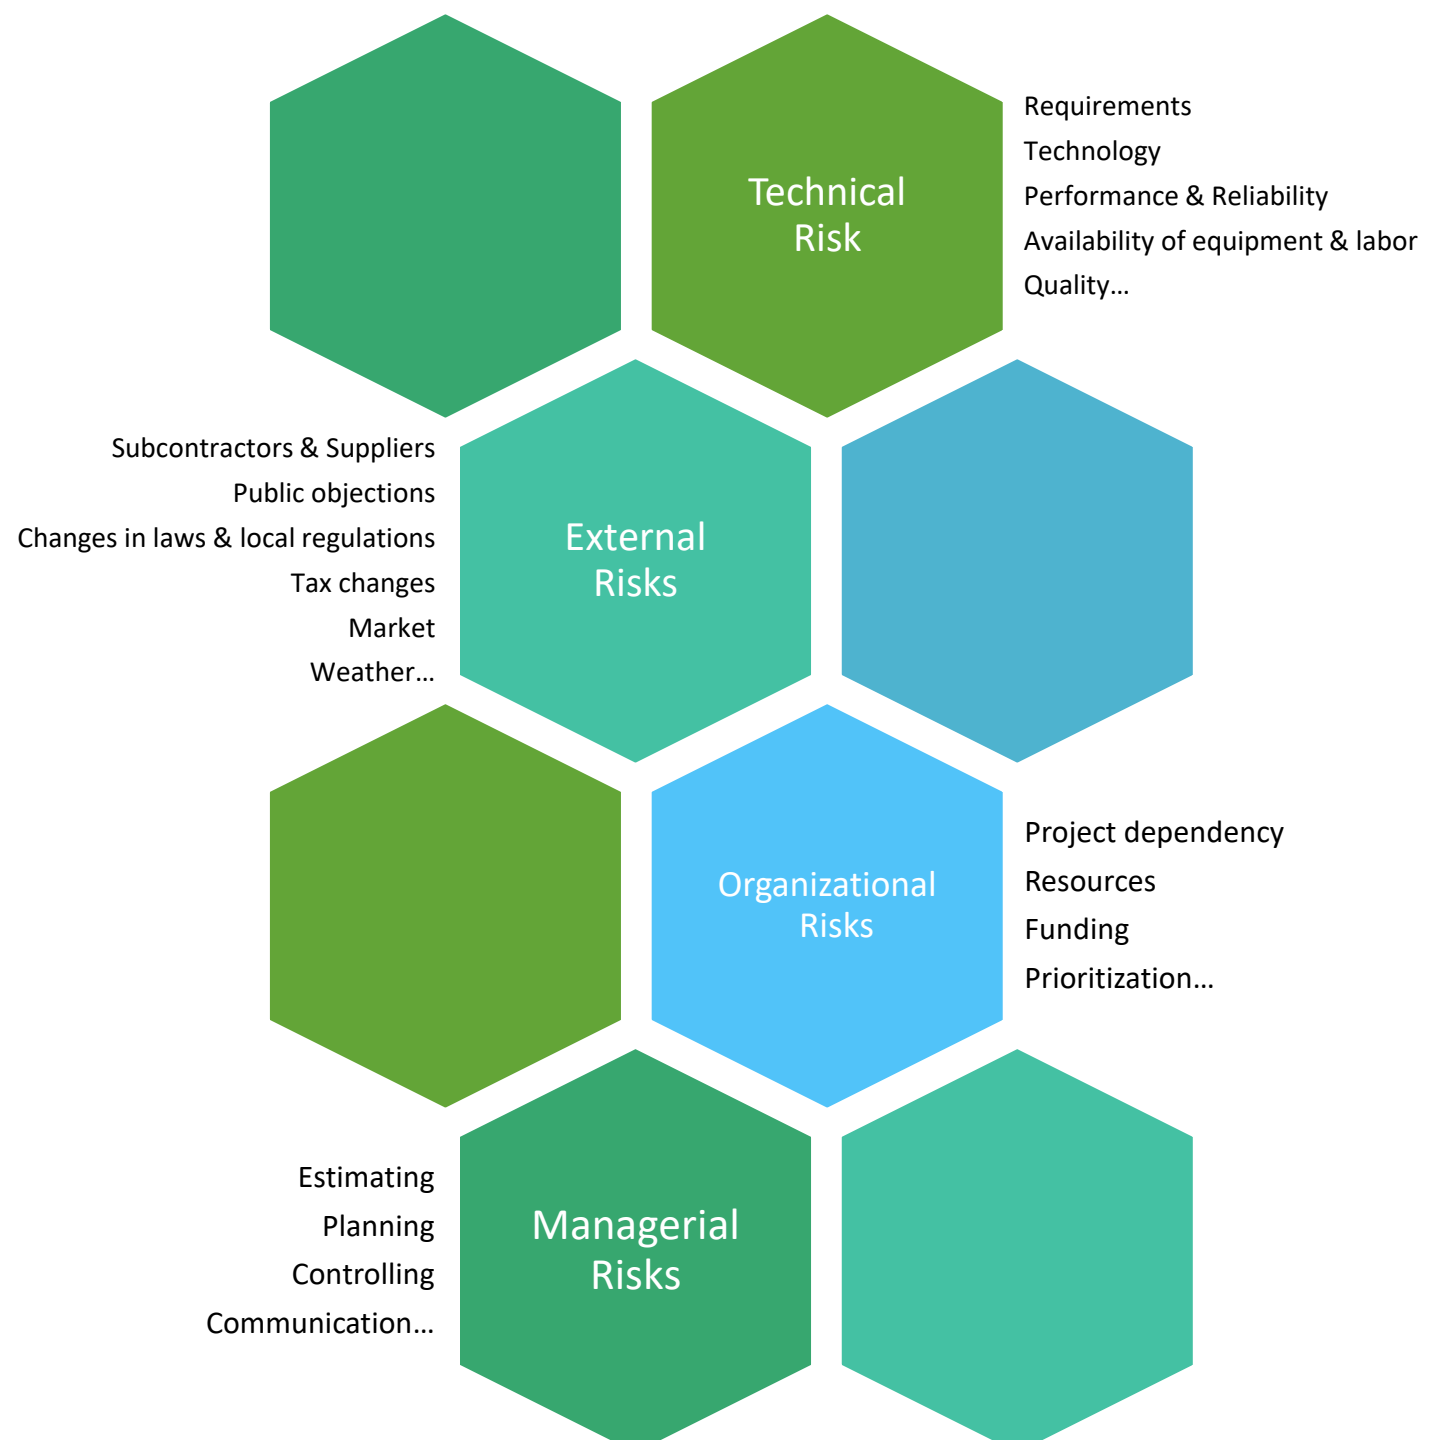 Technical
Risk
Requirements
Technology
Performance & Reliability
Availability of equipment & labor
Quality…
External
Risks
Subcontractors & Suppliers
Public objections
Changes in laws & local regulations
Tax changes
Market
Weather…
Organizational
Risks
Project dependency
Resources
Funding
Prioritization…
Managerial
Risks
Estimating
Planning
Controlling
Communication…